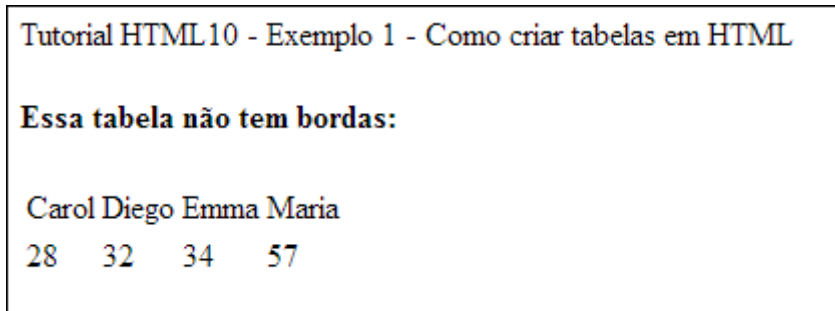 Tutorial HTML10 - Exemplo 1 - Como criar tabelas em HTML
Essa tabela não tem bordas:
Carol Diego Emma Maria
28 32 34 57